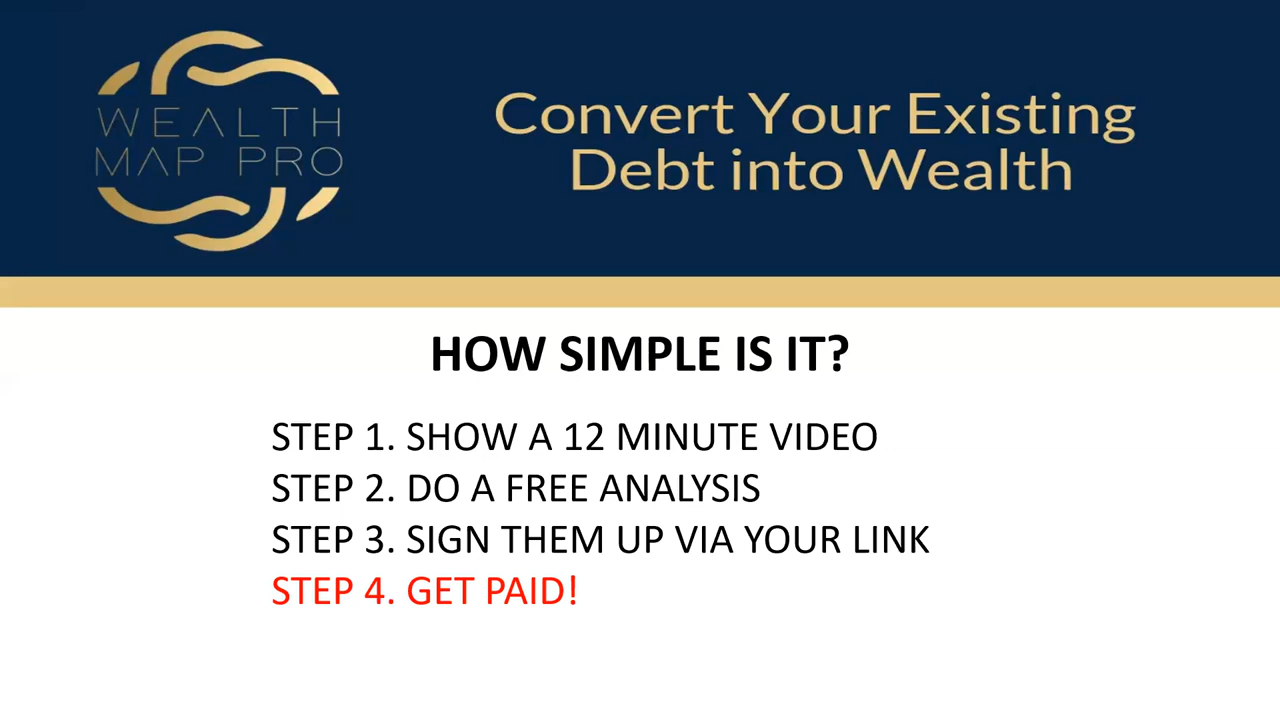 WEALTH
MAP PRO
Convert Your Existing
Debt into Wealth
HOW SIMPLE IS IT?
STEP 1. SHOW A 12 MINUTE VIDEO
STEP 2. DO A FREE ANALYSIS
STEP 3. SIGN THEM UP VIA YOUR LINK
STEP 4. GET PAID!